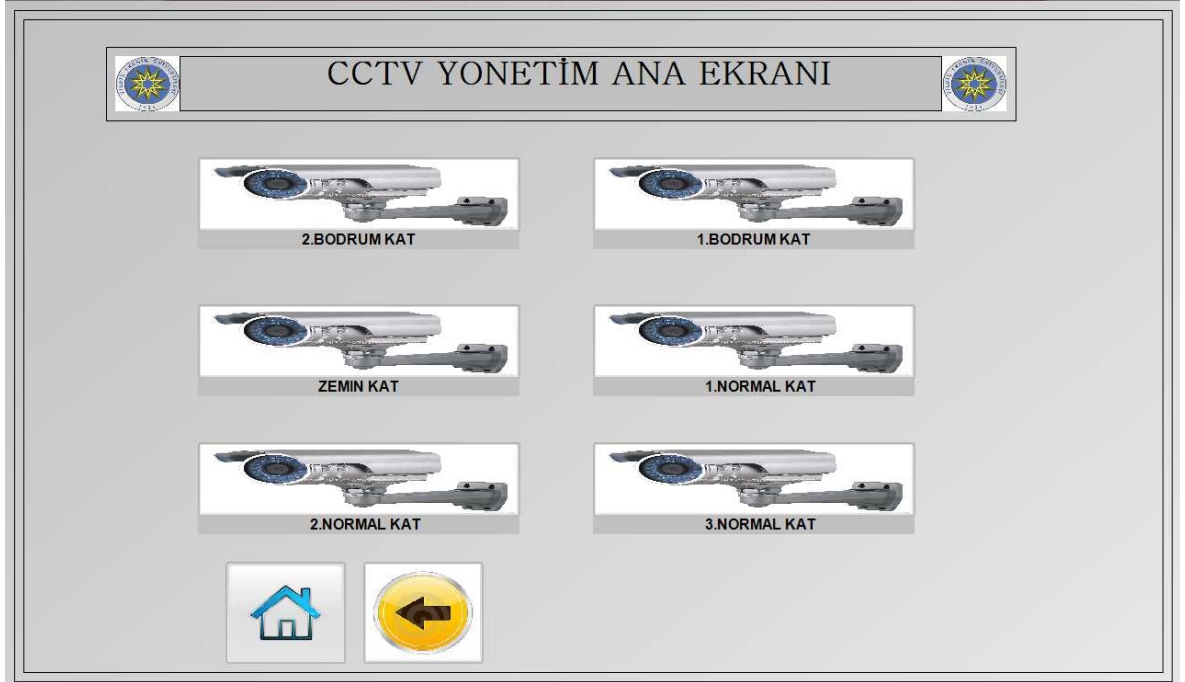 CCTV YONETİM ANA EKRANI
2.BODRUM KAT
1.BODRUM KAT
ZEMIN KAT
1.NORMAL KAT
2.NORMAL KAT
3.NORMAL KAT